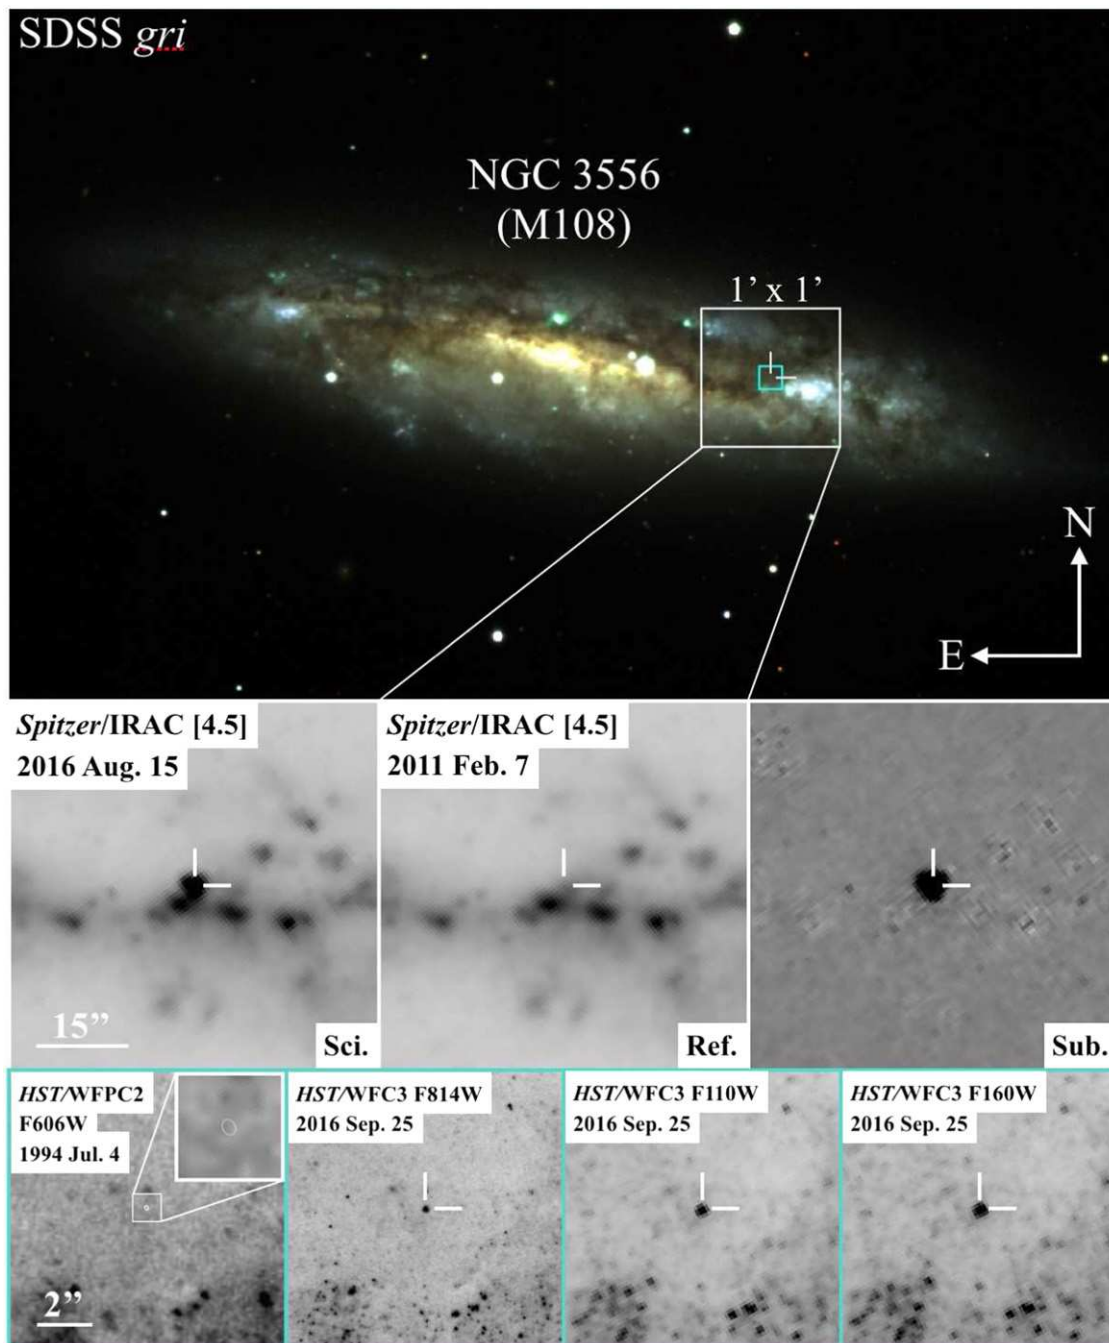 SDSS gri
NGC 3556
(M108)
1’ x 1’
N
E
Spitzer/IRAC [4.5]
2016 Aug. 15
15”
Sci.
Spitzer/IRAC [4.5]
2011 Feb. 7
Ref.
Sub.
HST/WFPC2
F606W
1994 Jul. 4
2”
HST/WFC3 F814W
2016 Sep. 25
HST/WFC3 F110W
2016 Sep. 25
HST/WFC3 F160W
2016 Sep. 25